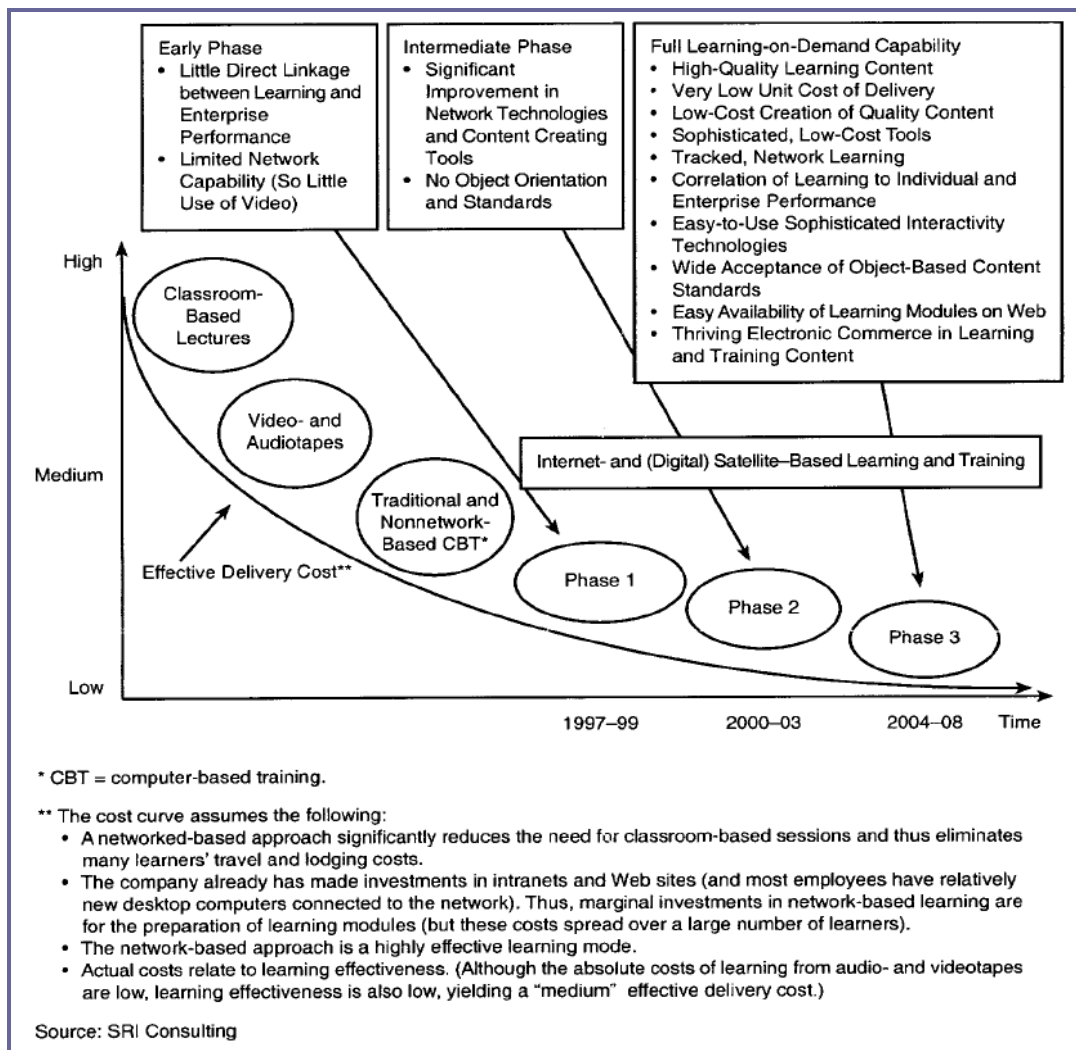 Early Phase
• Little Direct Linkage
between Learning and
Enterprise
Performance
• Limited Network
Capability (So Little
Use of Video)
Intermediate Phase
• Significant
Improvement in
Network Technologies
and Content Creating
Tools
• No Object Orientation
and Standards
Full Learning-on-Demand Capability
• High-Quality Learning Content
• Very Low Unit Cost of Delivery
• Low-Cost Creation of Quality Content
• Sophisticated, Low-Cost Tools
• Tracked, Network Learning
• Correlation of Learning to Individual and
Enterprise Performance
• Easy-to-Use Sophisticated Interactivity
Technologies
• Wide Acceptance of Object-Based Content
Standards
• Easy Availability of Learning Modules on Web
• Thriving Electronic Commerce in Learning
and Training Content
High
Classroom-
Based
Lectures
Video- and
Audiotapes
Internet- and (Digital) Satellite–Based Learning and Training
Medium
Traditional and
Nonnetwork-
Based CBT*
Effective Delivery Cost**
Phase 1
Phase 2
Phase 3
Low
1997–99
2000–03
2004–08
Time
* CBT = computer-based training.
** The cost curve assumes the following:
• A networked-based approach significantly reduces the need for classroom-based sessions and thus eliminates
many learners' travel and lodging costs.
• The company already has made investments in intranets and Web sites (and most employees have relatively
new desktop computers connected to the network). Thus, marginal investments in network-based learning are
for the preparation of learning modules (but these costs spread over a large number of learners).
• The network-based approach is a highly effective learning mode.
• Actual costs relate to learning effectiveness. (Although the absolute costs of learning from audio- and videotapes
are low, learning effectiveness is also low, yielding a "medium" effective delivery cost.)
Source: SRI Consulting